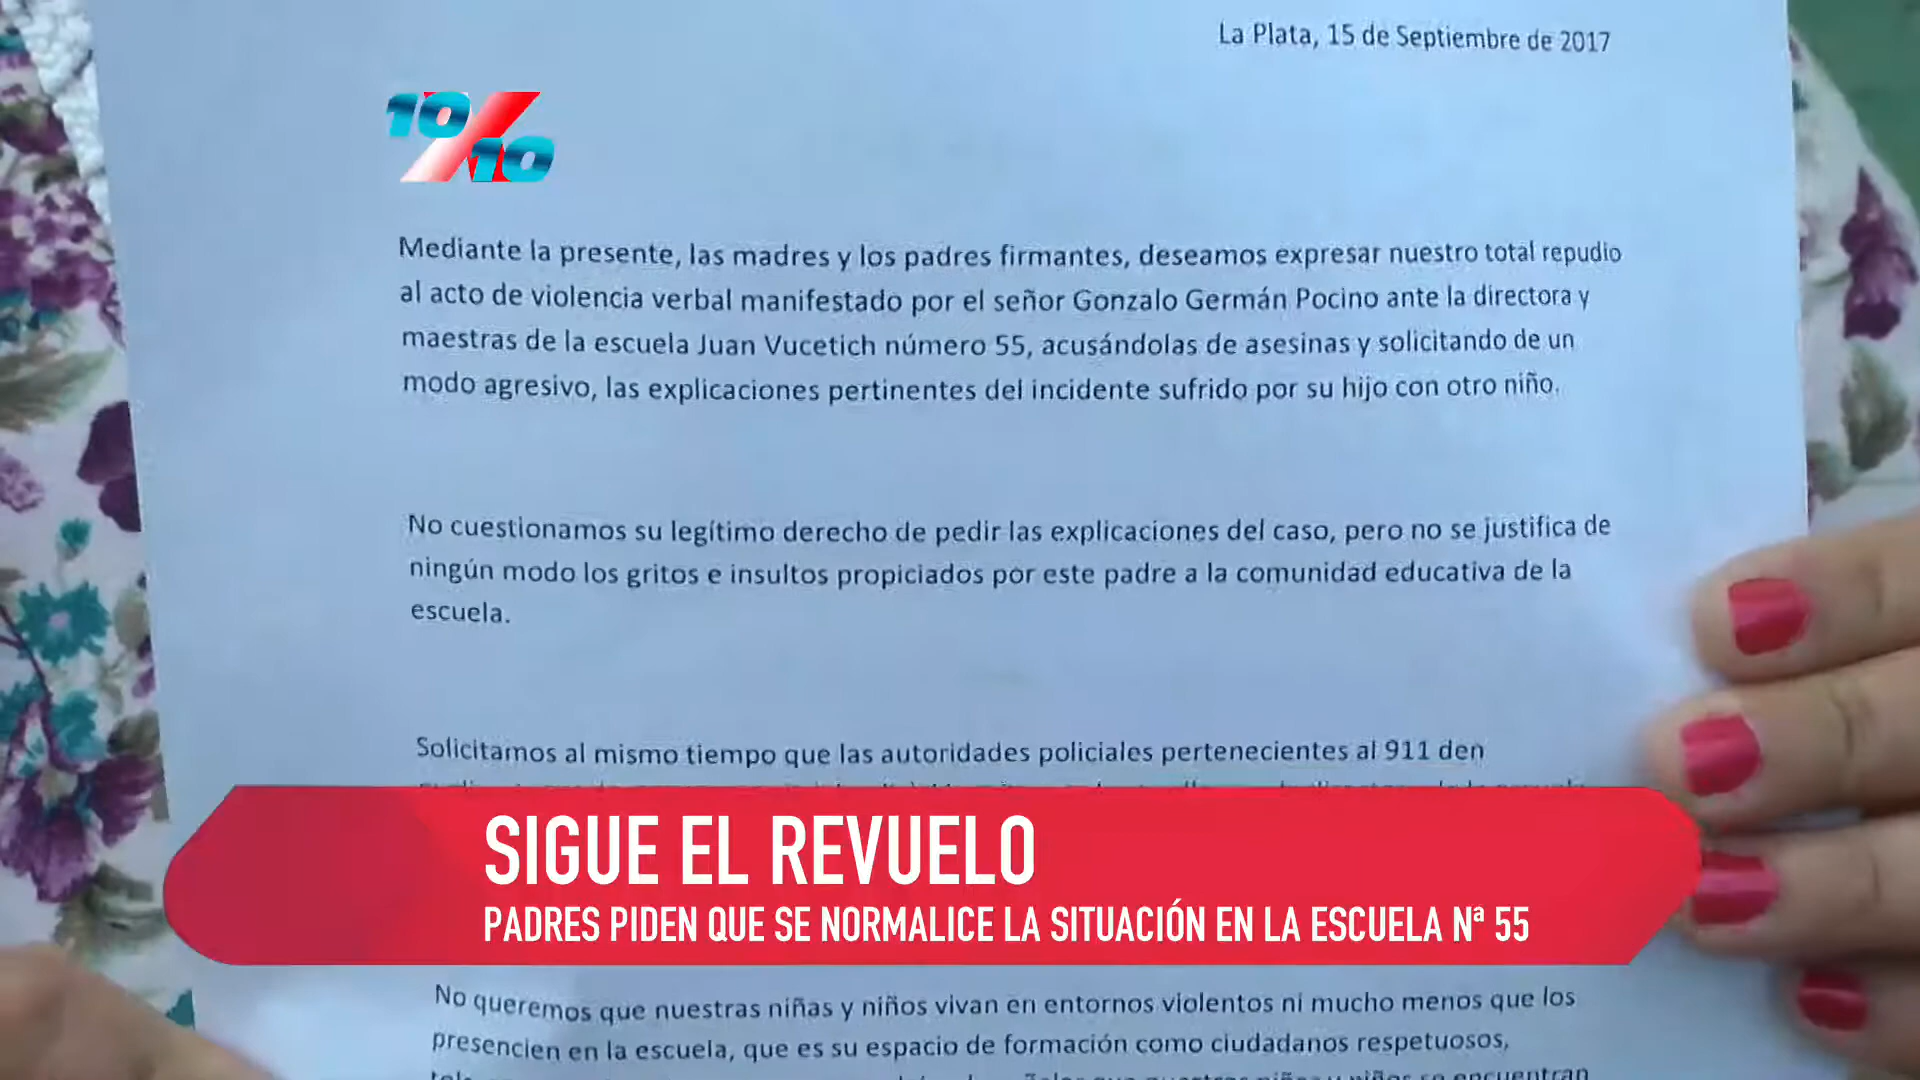 La Plata, 15 de Septiembre de 2017
10/10
Mediante la presente, las madres y los padres firmantes, deseamos expresar nuestro total repudio
al acto de violencia verbal manifestado por el señor Gonzalo Germán Pocino ante la directora y
maestras de la escuela Juan Vucetich número 55, acusándolas de asesinas y solicitando de un
modo agresivo, las explicaciones pertinentes del incidente sufrido por su hijo con otro niño.
No cuestionamos su legítimo derecho de pedir las explicaciones del caso, pero no se justifica de
ningún modo los gritos e insultos propiciados por este padre a la comunidad educativa de la
escuela.
Solicitamos al mismo tiempo que las autoridades policiales pertenecientes al 911 den
SIGUE EL REVUELO
PADRES PIDEN QUE SE NORMALICE LA SITUACIÓN EN LA ESCUELA Nª 55
No queremos que nuestras niñas y niños vivan en entornos violentos ni mucho menos que los
presencien en la escuela, que es su espacio de formación como ciudadanos respetuosos,
que nuestras niñas y niños se encuentran